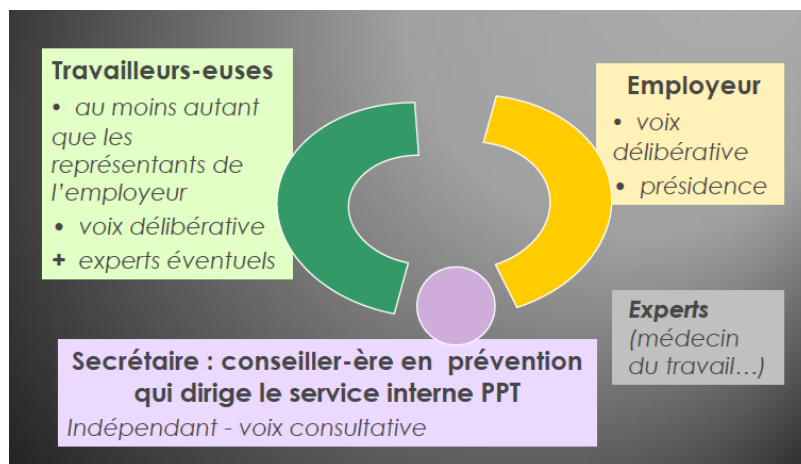 Travailleurs-euses
• au moins autant
que les
représentants de
l'employeur
• voix délibérative
+ experts éventuels
Employeur
• voix
délibérative
• présidence
Experts
(médecin
du travail...)
Secrétaire : conseiller-ère en prévention
qui dirige le service interne PPT
Indépendant - voix consultative